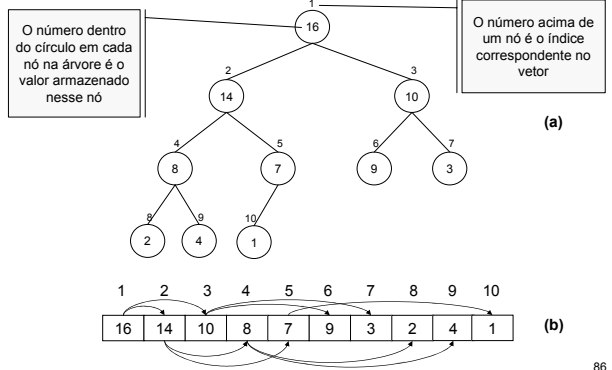 O número dentro
do círculo em cada
nó na árvore é o
valor armazenado
nesse nó
1
16
O número acima de
um nó é o índice
correspondente no
vetor
2
3
14
10
(a)
4
5
6
7
8
7
9
3
8
9
10
2
4
1
1 2 3 4 5 6 7 8 9 10
16 14 10 8 7 9 3 2 4 1
(b)
86